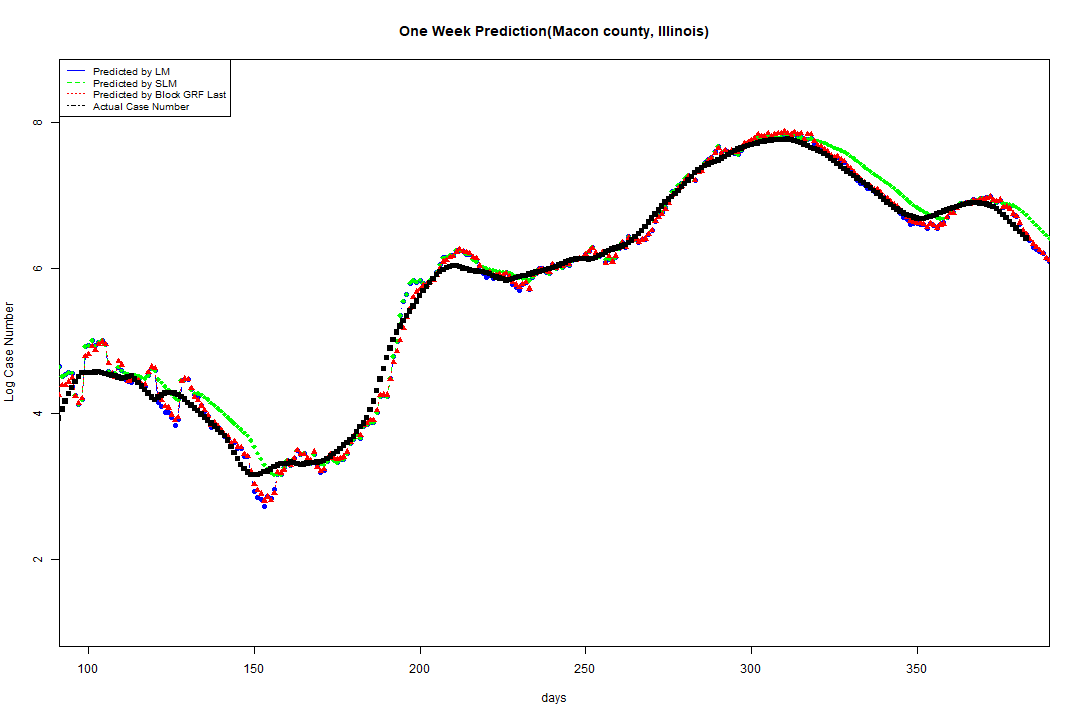 One Week Prediction(Macon county, Illinois)
Predicted by LM
Predicted by SLM
Predicted by Block GRF Last
Actual Case Number
8
6
4
2
Log Case Number
100 150 200 250 300 350
days